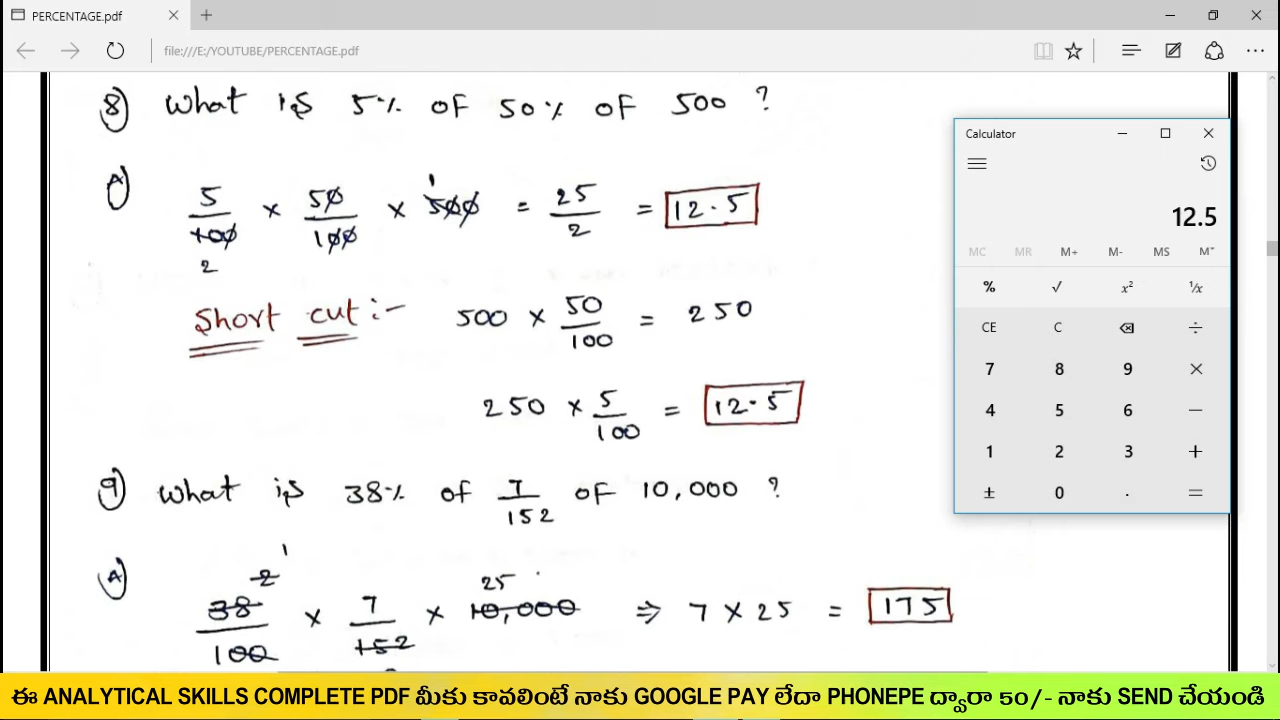 PERCENTAGE.pdf
file:///E:/YOUTUBE/PERCENTAGE.pdf
8) What is 5% of 50% of 500 ?
A) 5/100 × 50/100 × 500 = 25/2 = 12.5
2
1
Short cut :- 500 × 50/100 = 250
250 × 5/100 = 12.5
9) What is 38% of 7/152 of 10,000 ?
1
2
25
A) 38/100 × 7/152 × 10,000 ⇒ 7 × 25 = 175
Calculator
12.5
MC MR M+ M- MS M˅
% √ x² ¹/x
CE C ⌫ ÷
7 8 9 ×
4 5 6 −
1 2 3 +
± 0 . =
ఈ ANALYTICAL SKILLS COMPLETE PDF మీకు కావలింటే నాకు GOOGLE PAY లేదా PHONEPE ద్వారా 50/- నాకు SEND చేయండి